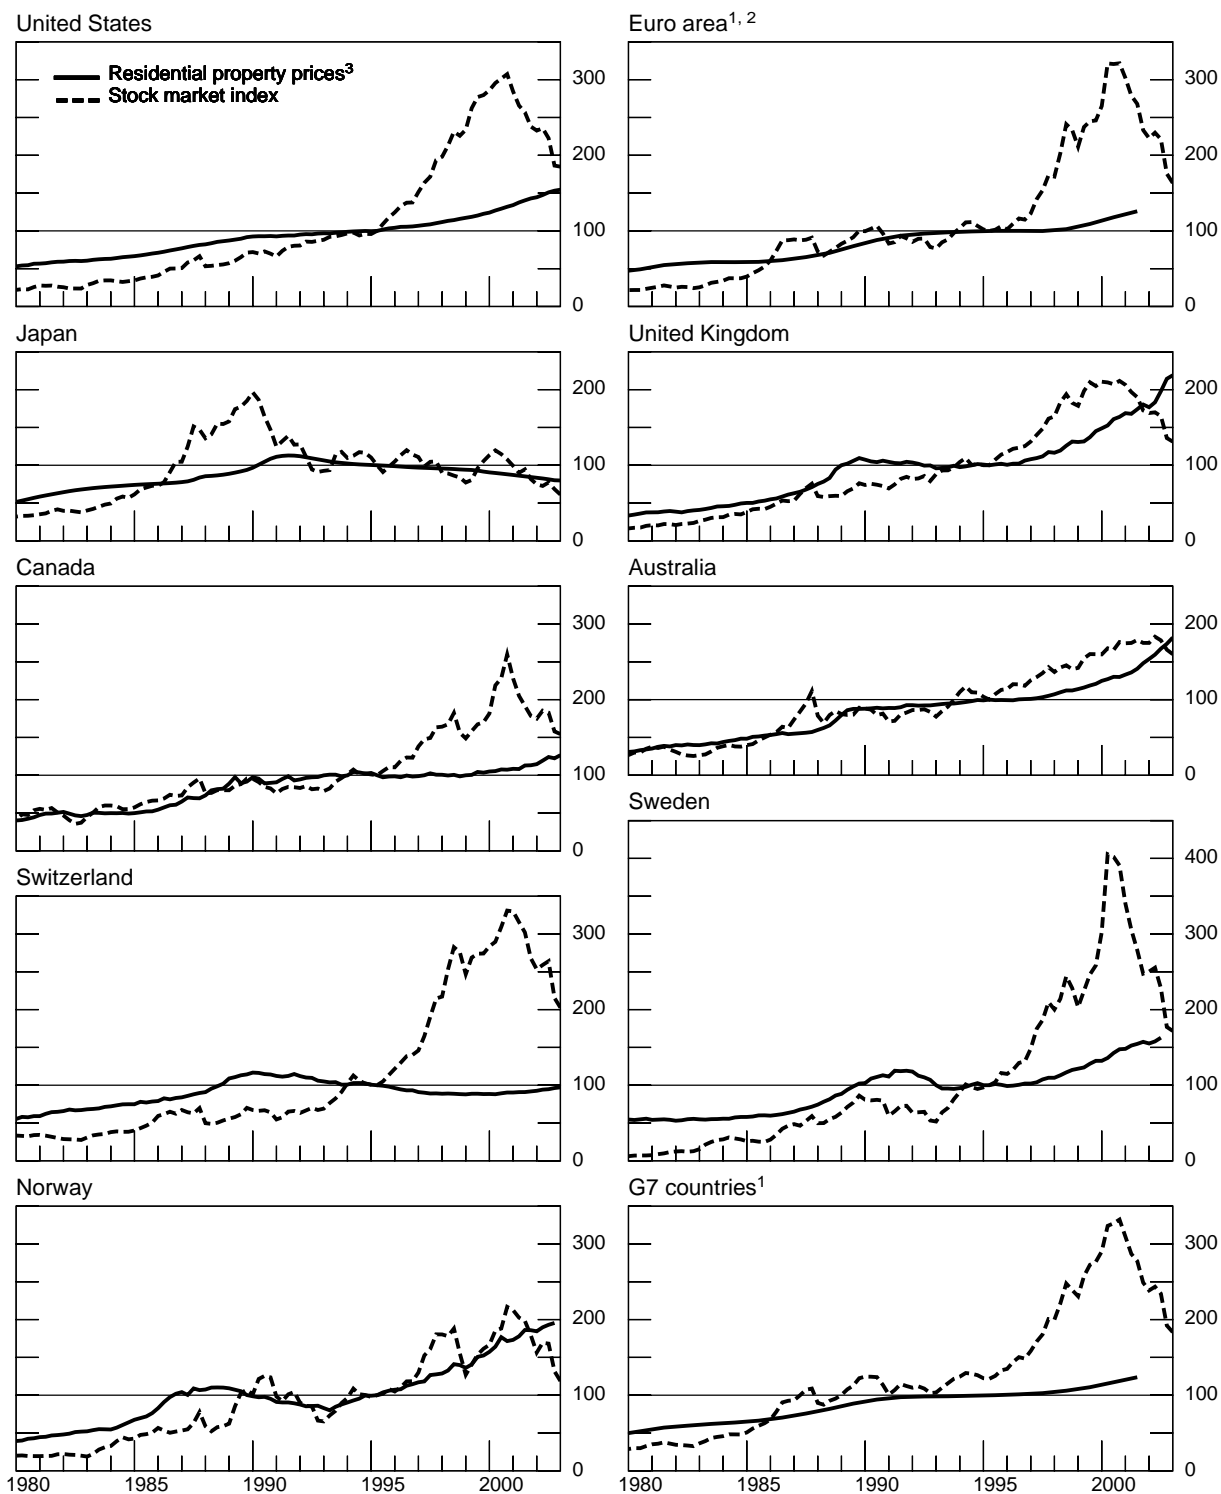 United States
Residential property prices3
Stock market index
300
200
100
0
Euro area1, 2
300
200
100
0
Japan
200
100
0
United Kingdom
200
100
0
Canada
300
200
100
0
Australia
200
100
0
Switzerland
300
200
100
0
Sweden
400
300
200
100
0
Norway
300
200
100
0
1980 1985 1990 1995 2000
G7 countries1
300
200
100
0
1980 1985 1990 1995 2000